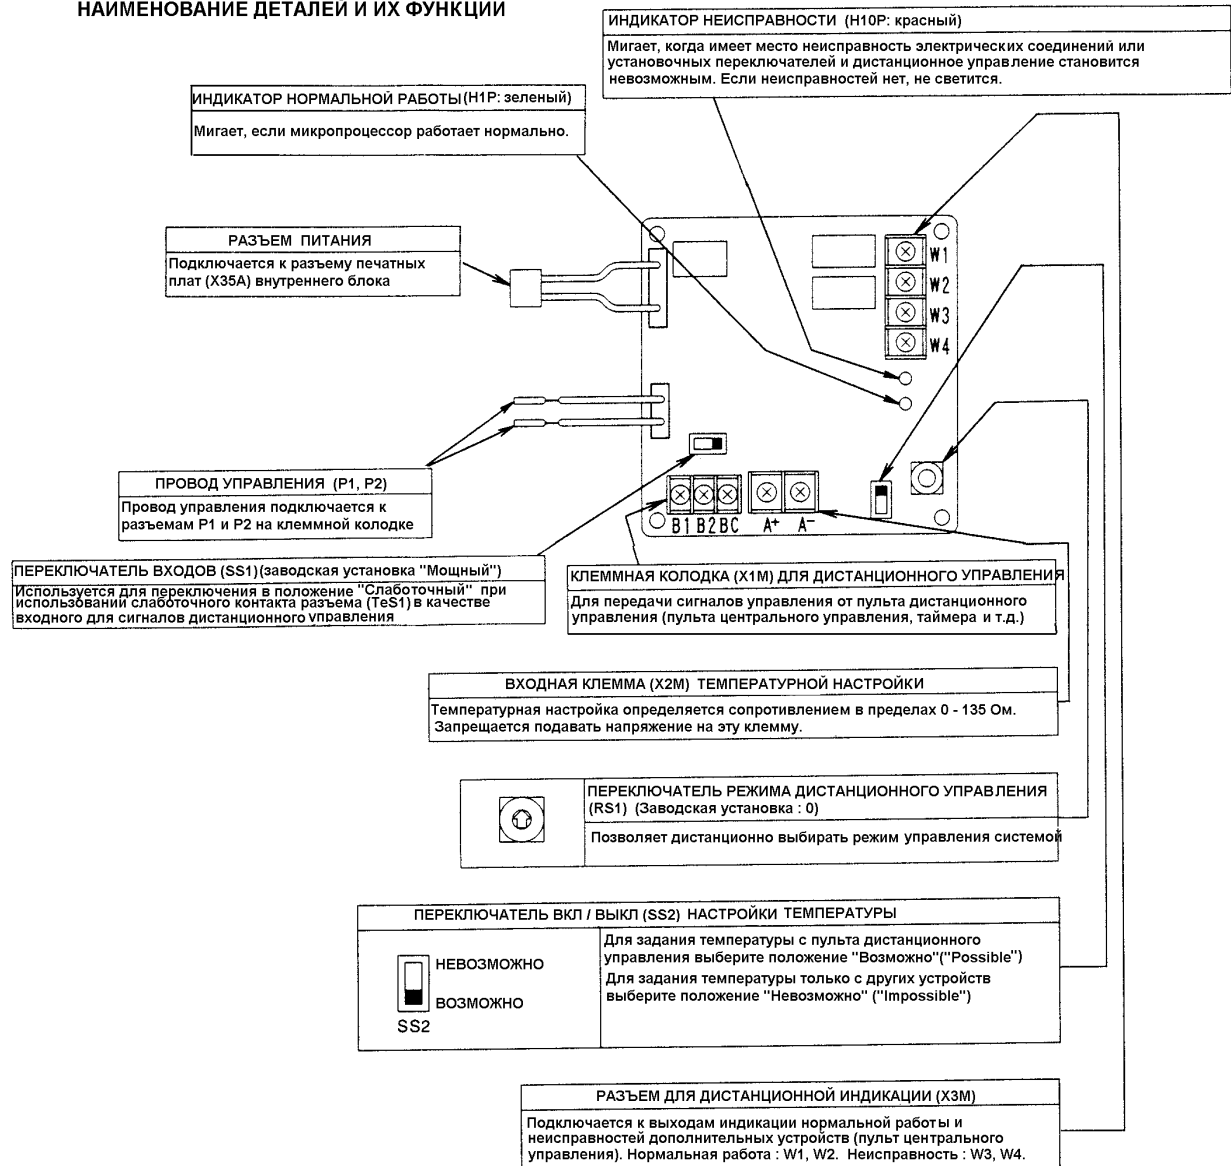 НАИМЕНОВАНИЕ ДЕТАЛЕЙ И ИХ ФУНКЦИИ
ИНДИКАТОР НЕИСПРАВНОСТИ (H10P: красный)
Мигает, когда имеет место неисправность электрических соединений или
установочных переключателей и дистанционное управление становится
невозможным. Если неисправностей нет, не светится.
ИНДИКАТОР НОРМАЛЬНОЙ РАБОТЫ(H1P: зеленый)
Мигает, если микропроцессор работает нормально.
РАЗЪЕМ ПИТАНИЯ
Подключается к разъему печатных
плат (X35A) внутреннего блока
W1
W2
W3
W4
ПРОВОД УПРАВЛЕНИЯ (P1, P2)
Провод управления подключается к
разъемам P1 и P2 на клеммной колодке
B1 B2 BC A+ A-
ПЕРЕКЛЮЧАТЕЛЬ ВХОДОВ (SS1)(заводская установка "Мощный")
Используется для переключения в положение "Слаботочный" при
использовании слаботочного контакта разъема (TeS1) в качестве
входного для сигналов дистанционного управления
КЛЕММНАЯ КОЛОДКА (X1M) ДЛЯ ДИСТАНЦИОННОГО УПРАВЛЕНИЯ
Для передачи сигналов управления от пульта дистанционного
управления (пульта центрального управления, таймера и т.д.)
ВХОДНАЯ КЛЕММА (X2M) ТЕМПЕРАТУРНОЙ НАСТРОЙКИ
Температурная настройка определяется сопротивлением в пределах 0 - 135 Ом.
Запрещается подавать напряжение на эту клемму.
ПЕРЕКЛЮЧАТЕЛЬ РЕЖИМА ДИСТАНЦИОННОГО УПРАВЛЕНИЯ
(RS1) (Заводская установка : 0)
Позволяет дистанционно выбирать режим управления системой
ПЕРЕКЛЮЧАТЕЛЬ ВКЛ / ВЫКЛ (SS2) НАСТРОЙКИ ТЕМПЕРАТУРЫ
НЕВОЗМОЖНО
ВОЗМОЖНО
SS2
Для задания температуры с пульта дистанционного
управления выберите положение "Возможно"("Possible")
Для задания температуры только с других устройств
выберите положение "Невозможно" ("Impossible")
РАЗЪЕМ ДЛЯ ДИСТАНЦИОННОЙ ИНДИКАЦИИ (X3M)
Подключается к выходам индикации нормальной работы и
неисправностей дополнительных устройств (пульт центрального
управления). Нормальная работа : W1, W2. Неисправность : W3, W4.